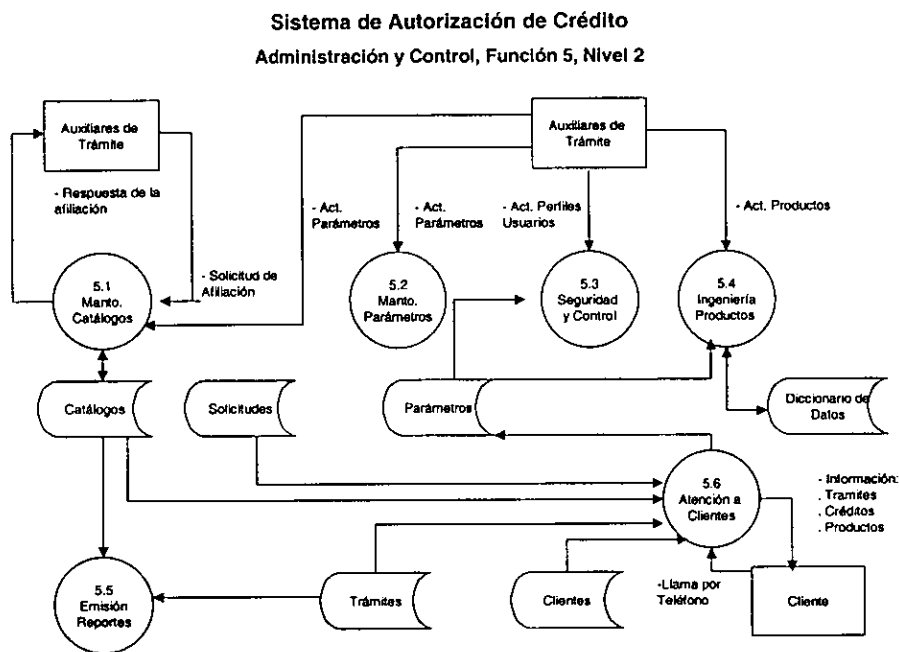 Sistema de Autorización de Crédito
Administración y Control, Función 5, Nivel 2
Auxiliares de
Trámite
Auxiliares de
Trámite
- Respuesta de la
afiliación
- Act.
Parámetros
- Act.
Parámetros
- Act. Perfiles
Usuarios
- Act. Productos
- Solicitud de
Afiliación
5.1
Manto.
Catálogos
5.2
Manto.
Parámetros
5.3
Seguridad
y Control
5.4
Ingeniería
Productos
Catálogos
Solicitudes
Parámetros
Diccionario de
Datos
5.6
Atención a
Clientes
- Información:
. Tramites
. Créditos
. Productos
5.5
Emisión
Reportes
Trámites
Clientes
-Llama por
Teléfono
Cliente